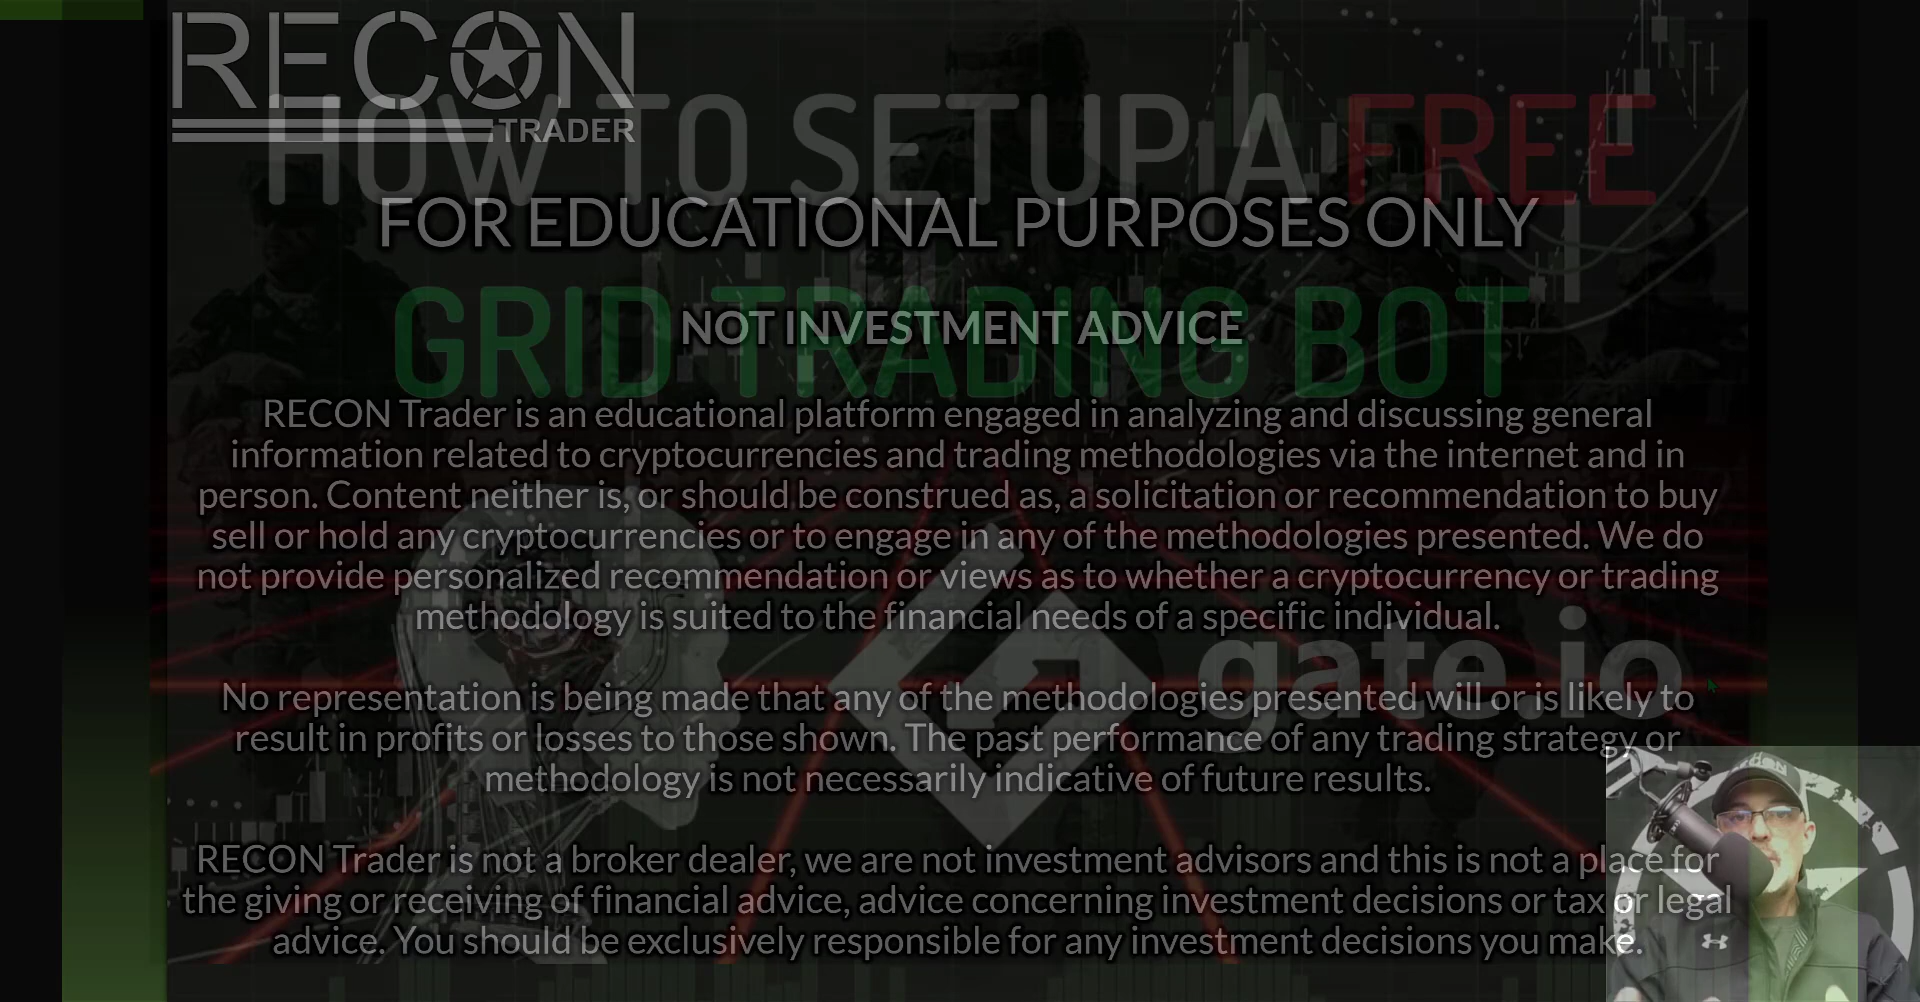 RECON
TRADER
HOW TO SETUP A FREE
FOR EDUCATIONAL PURPOSES ONLY
GRID TRADING BOT
NOT INVESTMENT ADVICE
RECON Trader is an educational platform engaged in analyzing and discussing general
information related to cryptocurrencies and trading methodologies via the internet and in
person. Content neither is, or should be construed as, a solicitation or recommendation to buy
sell or hold any cryptocurrencies or to engage in any of the methodologies presented. We do
not provide personalized recommendation or views as to whether a cryptocurrency or trading
methodology is suited to the financial needs of a specific individual.
gate.io
No representation is being made that any of the methodologies presented will or is likely to
result in profits or losses to those shown. The past performance of any trading strategy or
methodology is not necessarily indicative of future results.
RECON Trader is not a broker dealer, we are not investment advisors and this is not a place for
the giving or receiving of financial advice, advice concerning investment decisions or tax or legal
advice. You should be exclusively responsible for any investment decisions you make.